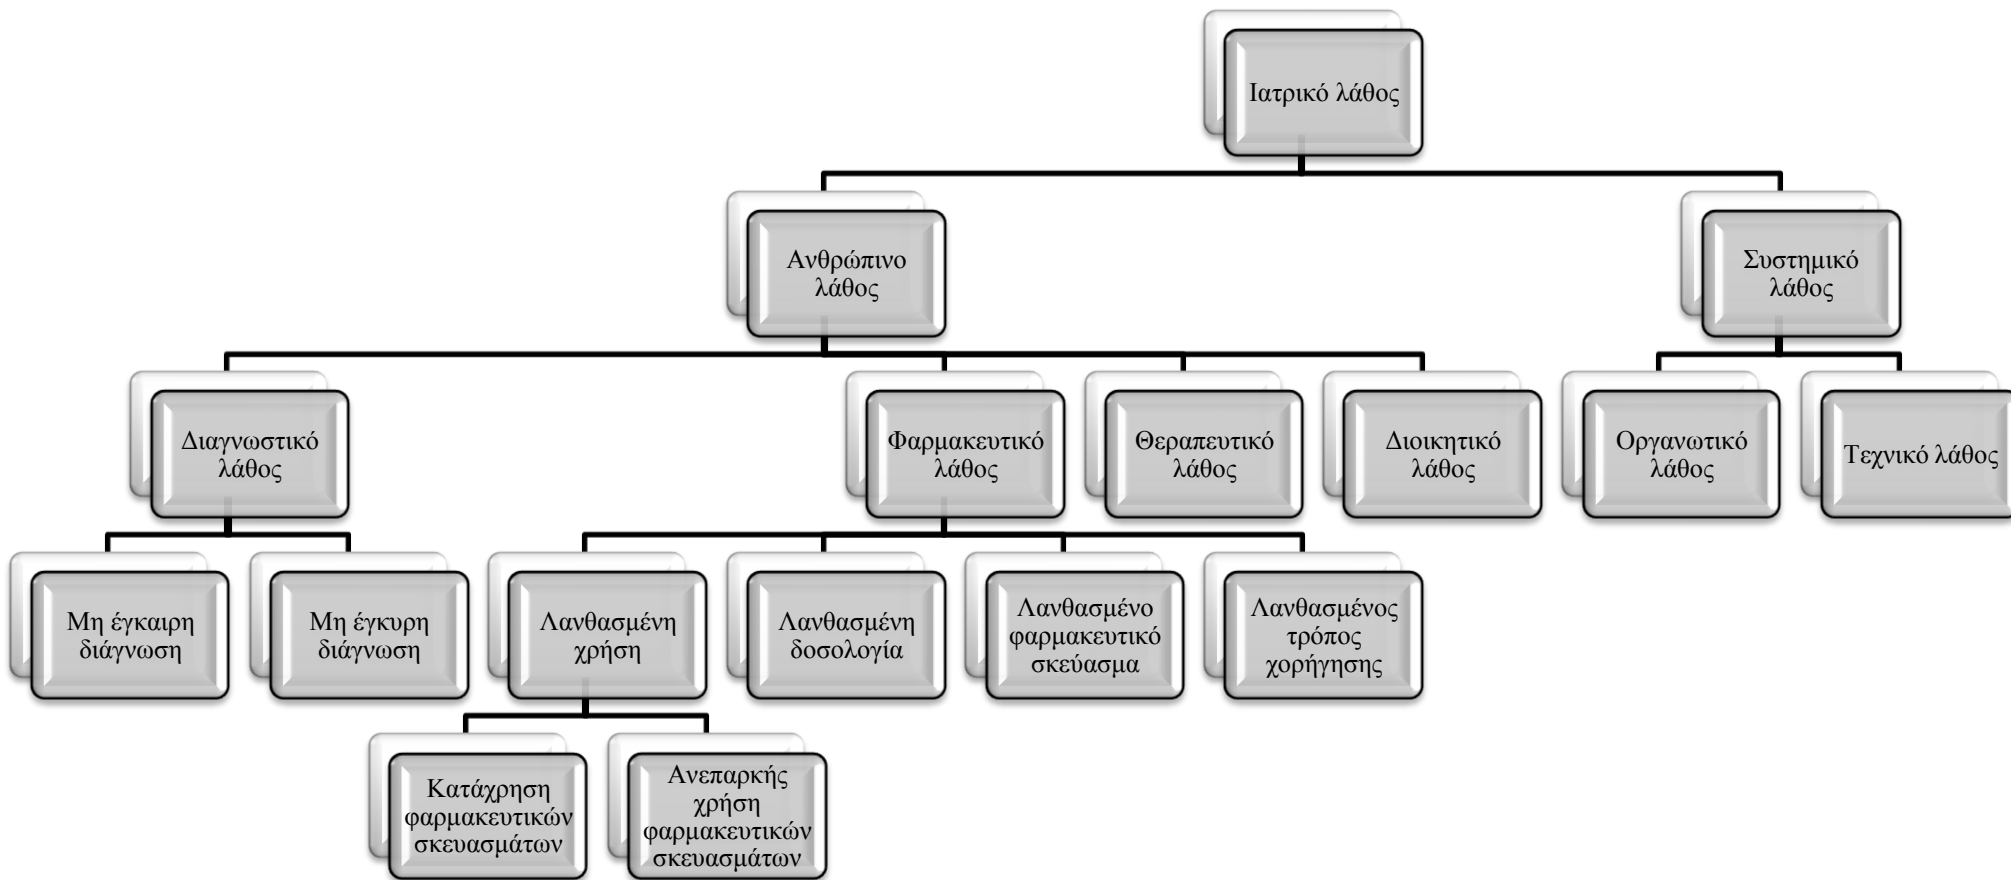 Ιατρικό λάθος
Ανθρώπινο
λάθος
Συστημικό
λάθος
Διαγνωστικό
λάθος
Φαρμακευτικό
λάθος
Θεραπευτικό
λάθος
Διοικητικό
λάθος
Οργανωτικό
λάθος
Τεχνικό λάθος
Μη έγκαιρη
διάγνωση
Μη έγκυρη
διάγνωση
Λανθασμένη
χρήση
Λανθασμένη
δοσολογία
Λανθασμένο
φαρμακευτικό
σκεύασμα
Λανθασμένος
τρόπος
χορήγησης
Κατάχρηση
φαρμακευτικών
σκευασμάτων
Ανεπαρκής
χρήση
φαρμακευτικών
σκευασμάτων